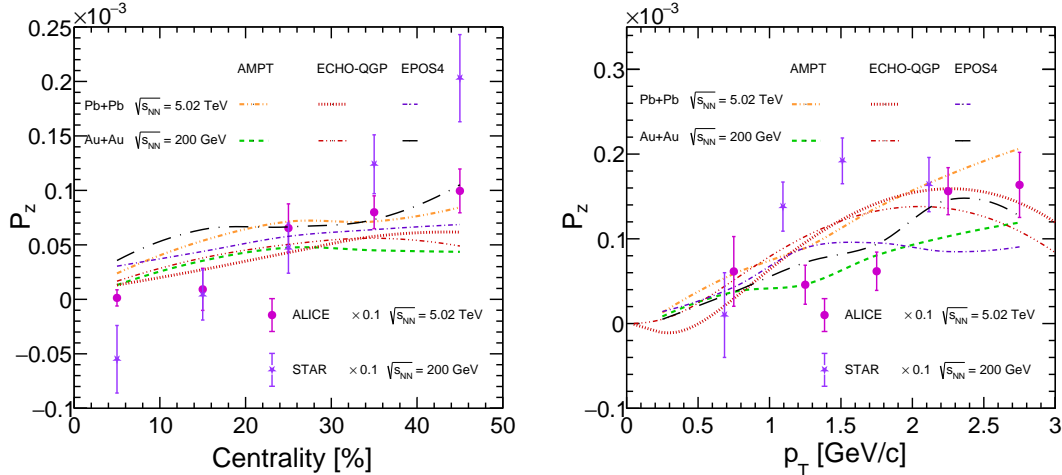 ×10⁻³
0.25
0.2
0.15
0.1
0.05
0
−0.05
−0.1
P_z
AMPT ECHO-QGP EPOS4
Pb+Pb √s_NN = 5.02 TeV
Au+Au √s_NN = 200 GeV
ALICE × 0.1 √s_NN = 5.02 TeV
STAR × 0.1 √s_NN = 200 GeV
0 10 20 30 40 50
Centrality [%]
×10⁻³
0.3
0.2
0.1
0
−0.1
P_z
AMPT ECHO-QGP EPOS4
Pb+Pb √s_NN = 5.02 TeV
Au+Au √s_NN = 200 GeV
ALICE × 0.1 √s_NN = 5.02 TeV
STAR × 0.1 √s_NN = 200 GeV
0 0.5 1 1.5 2 2.5 3
p_T [GeV/c]